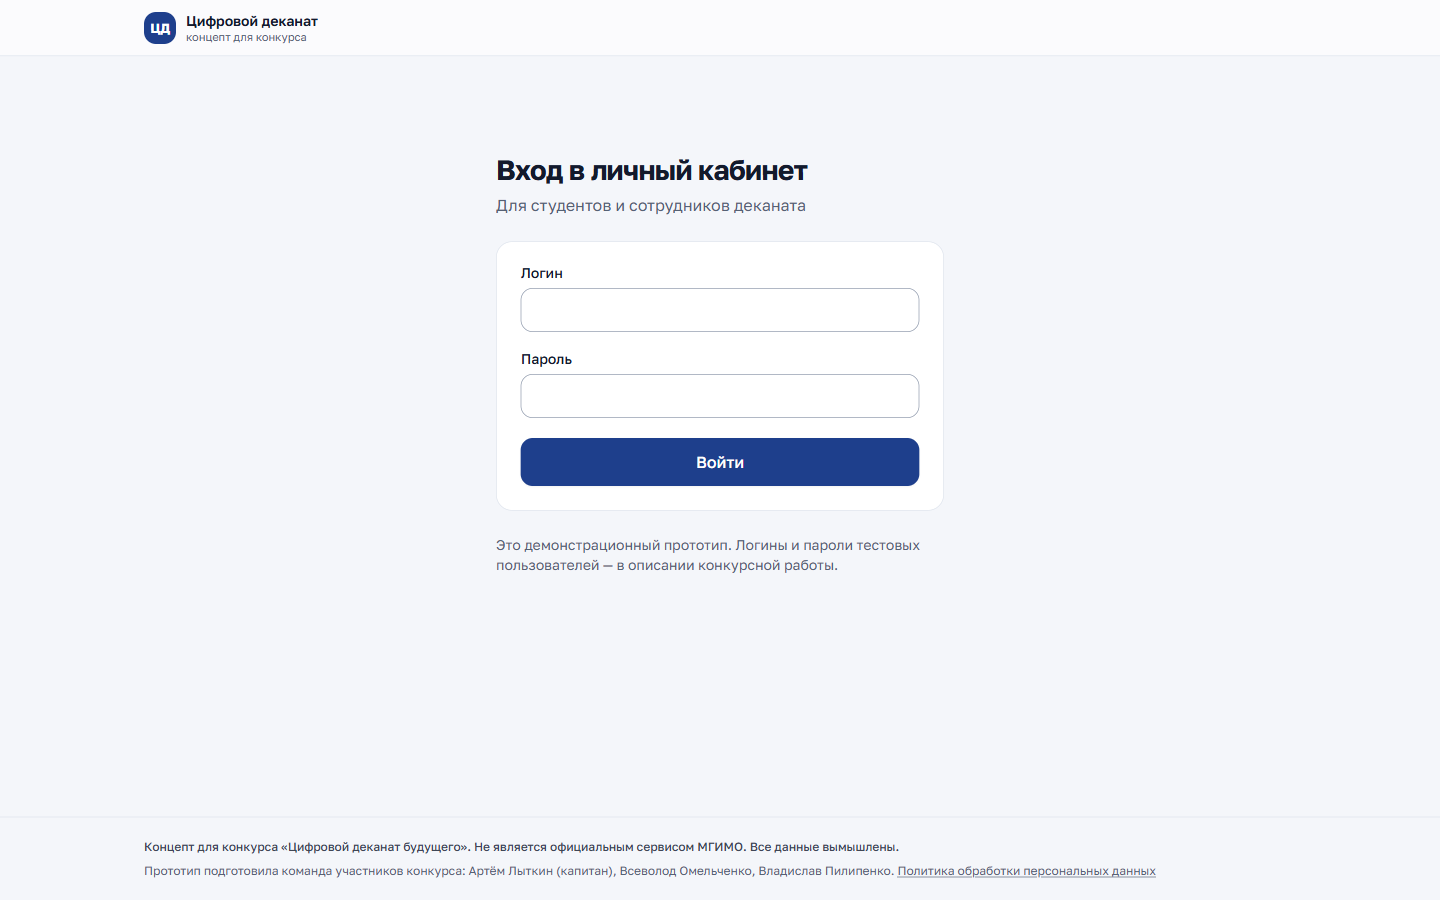 ЦД
Цифровой деканат
концепт для конкурса
Вход в личный кабинет
Для студентов и сотрудников деканата
Логин
Пароль
Войти
Это демонстрационный прототип. Логины и пароли тестовых
пользователей — в описании конкурсной работы.
Концепт для конкурса «Цифровой деканат будущего». Не является официальным сервисом МГИМО. Все данные вымышлены.
Прототип подготовила команда участников конкурса: Артём Лыткин (капитан), Всеволод Омельченко, Владислав Пилипенко. Политика обработки персональных данных